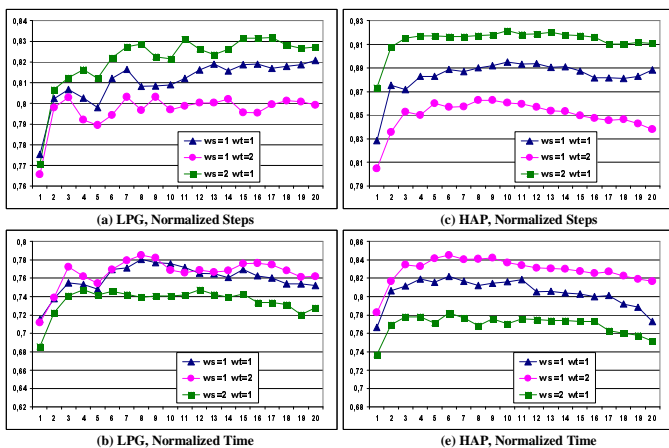 0,84
0,83
0,82
0,81
0,8
0,79
0,78
0,77
0,76
1 2 3 4 5 6 7 8 9 10 11 12 13 14 15 16 17 18 19 20
ws=1 wt=1
ws=1 wt=2
ws=2 wt=1
(a) LPG, Normalized Steps
0,93
0,91
0,89
0,87
0,85
0,83
0,81
0,79
1 2 3 4 5 6 7 8 9 10 11 12 13 14 15 16 17 18 19 20
ws=1 wt=1
ws=1 wt=2
ws=2 wt=1
(c) HAP, Normalized Steps
0,8
0,78
0,76
0,74
0,72
0,7
0,68
0,66
0,64
0,62
1 2 3 4 5 6 7 8 9 10 11 12 13 14 15 16 17 18 19 20
ws=1 wt=1
ws=1 wt=2
ws=2 wt=1
(b) LPG, Normalized Time
0,86
0,84
0,82
0,8
0,78
0,76
0,74
0,72
0,7
0,68
1 2 3 4 5 6 7 8 9 10 11 12 13 14 15 16 17 18 19 20
ws=1 wt=1
ws=1 wt=2
ws=2 wt=1
(e) HAP, Normalized Time